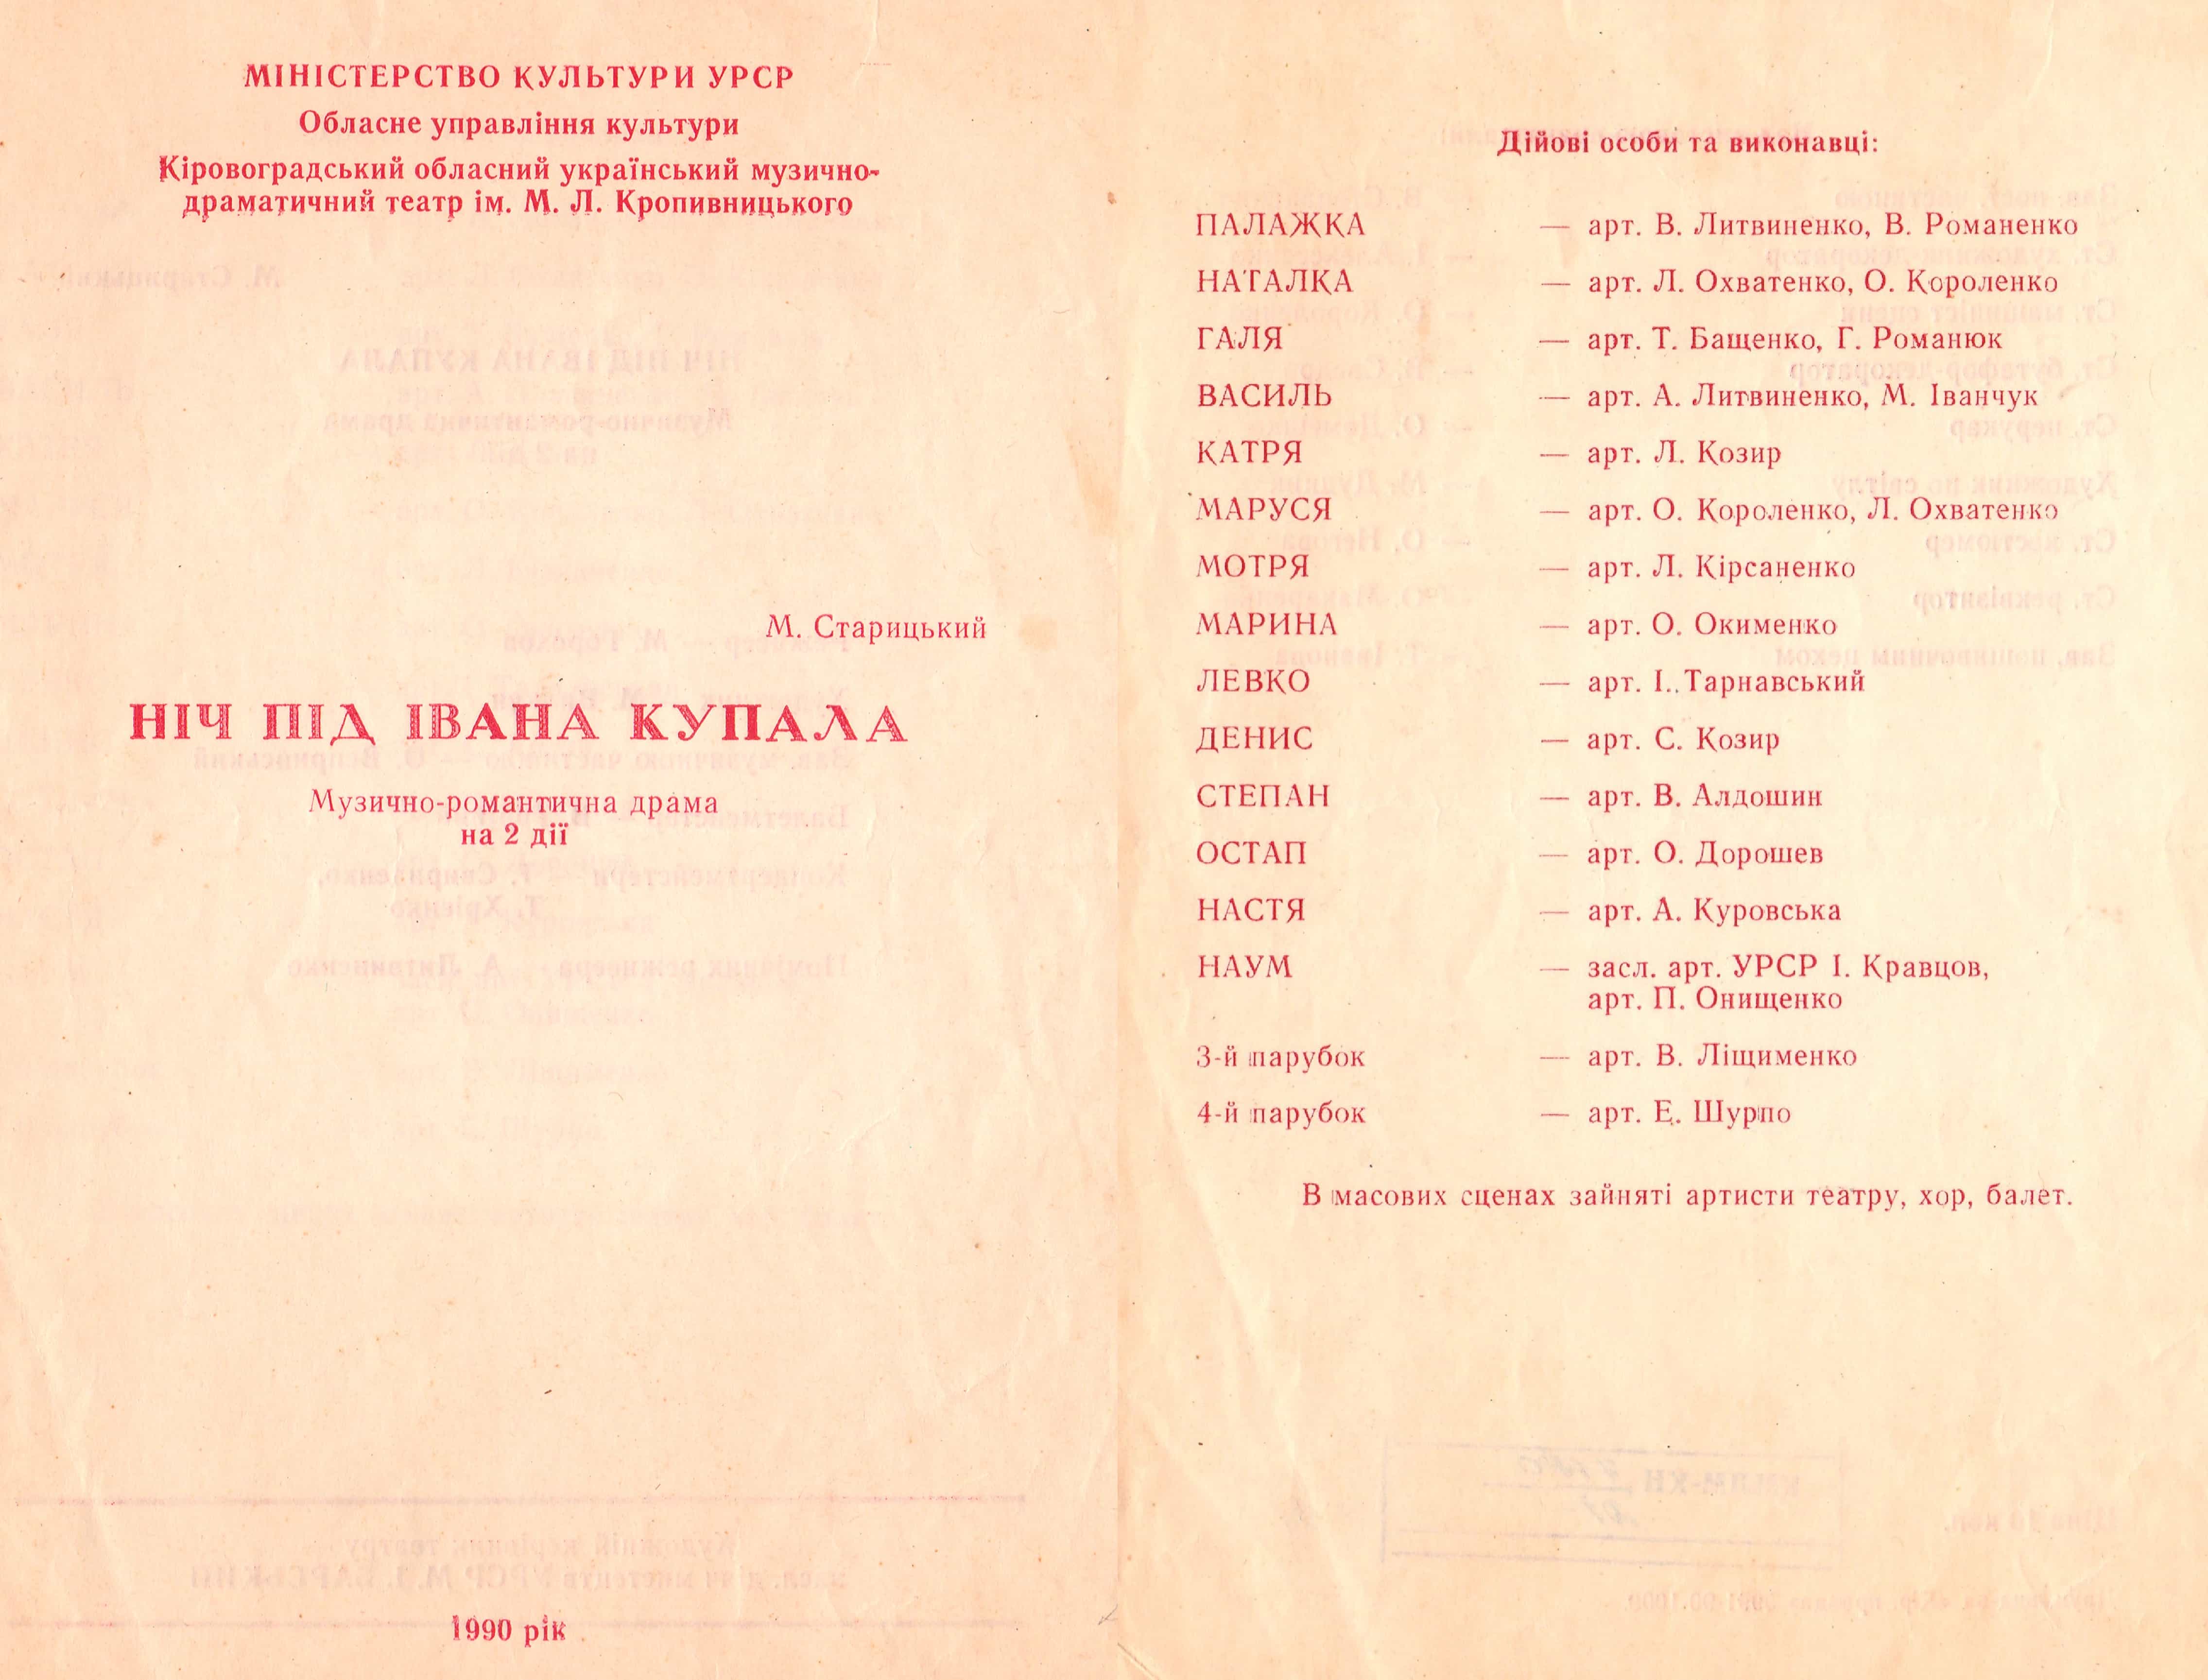 МІНІСТЕРСТВО КУЛЬТУРИ УРСР
Обласне управління культури
Кіровоградський обласний український музично-
драматичний театр ім. М. Л. Кропивницького
М. Старицький
НІЧ ПІД ІВАНА КУПАЛА
Музично-романтична драма
на 2 дії
1990 рік
Дійові особи та виконавці:
ПАЛАЖКА — арт. В. Литвиненко, В. Романенко
НАТАЛКА — арт. Л. Охватенко, О. Короленко
ГАЛЯ — арт. Т. Бащенко, Г. Романюк
ВАСИЛЬ — арт. А. Литвиненко, М. Іванчук
КАТРЯ — арт. Л. Козир
МАРУСЯ — арт. О. Короленко, Л. Охватенко
МОТРЯ — арт. Л. Кірсаненко
МАРИНА — арт. О. Окименко
ЛЕВКО — арт. І. Тарнавський
ДЕНИС — арт. С. Козир
СТЕПАН — арт. В. Алдошин
ОСТАП — арт. О. Дорошев
НАСТЯ — арт. А. Куровська
НАУМ — засл. арт. УРСР І. Кравцов,
арт. П. Онищенко
3-й парубок — арт. В. Ліщименко
4-й парубок — арт. Е. Шурпо
В масових сценах зайняті артисти театру, хор, балет.